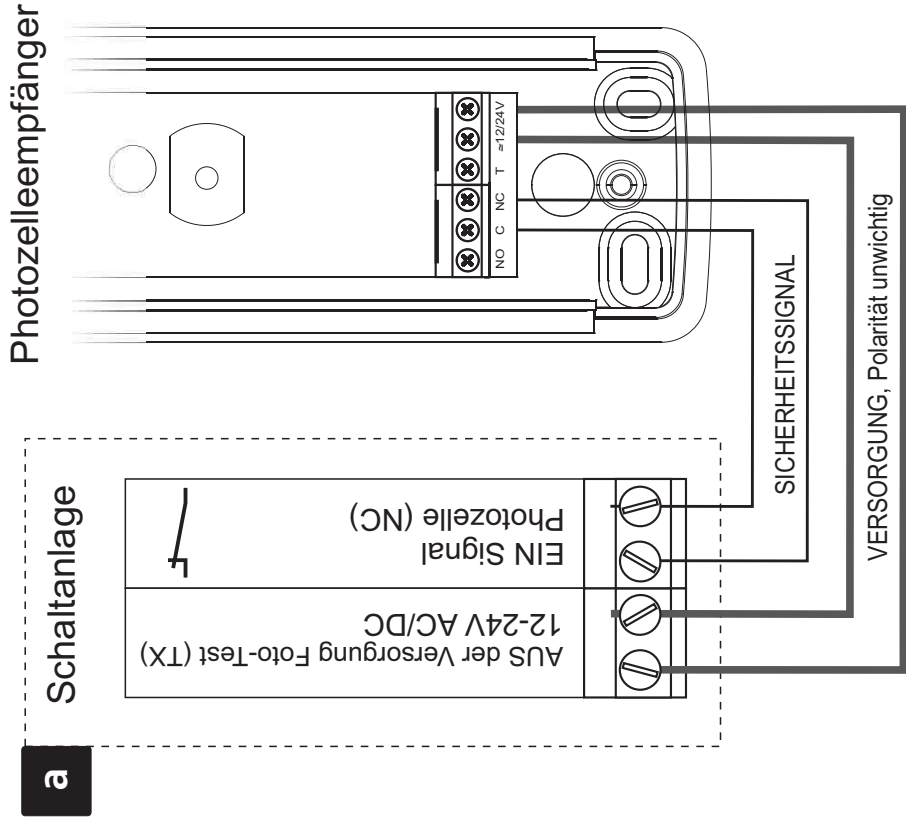 a
Schaltanlage
AUS der Versorgung Foto-Test (TX)
12-24V AC/DC
EIN Signal
Photozelle (NC)
Photozelleempfänger
NO C NC T ≃12/24V
SICHERHEITSSIGNAL
VERSORGUNG, Polarität unwichtig